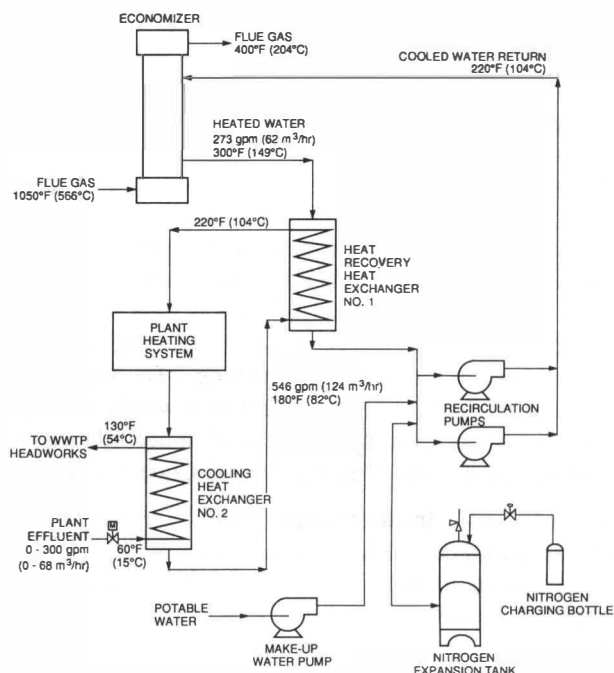 ECONOMIZER
FLUE GAS
400°F (204°C)
COOLED WATER RETURN
220°F (104°C)
HEATED WATER
273 gpm (62 m³/hr)
300°F (149°C)
FLUE GAS
1050°F (566°C)
220°F (104°C)
HEAT
RECOVERY
HEAT
EXCHANGER
NO. 1
PLANT
HEATING
SYSTEM
546 gpm (124 m³/hr)
180°F (82°C)
RECIRCULATION
PUMPS
130°F
(54°C)
TO WWTP
HEADWORKS
COOLING
HEAT
EXCHANGER
NO. 2
M
PLANT
EFFLUENT
0 - 300 gpm
(0 - 68 m³/hr)
60°F
(15°C)
POTABLE
WATER
MAKE-UP
WATER PUMP
NITROGEN
CHARGING BOTTLE
NITROGEN
EXPANSION TANK